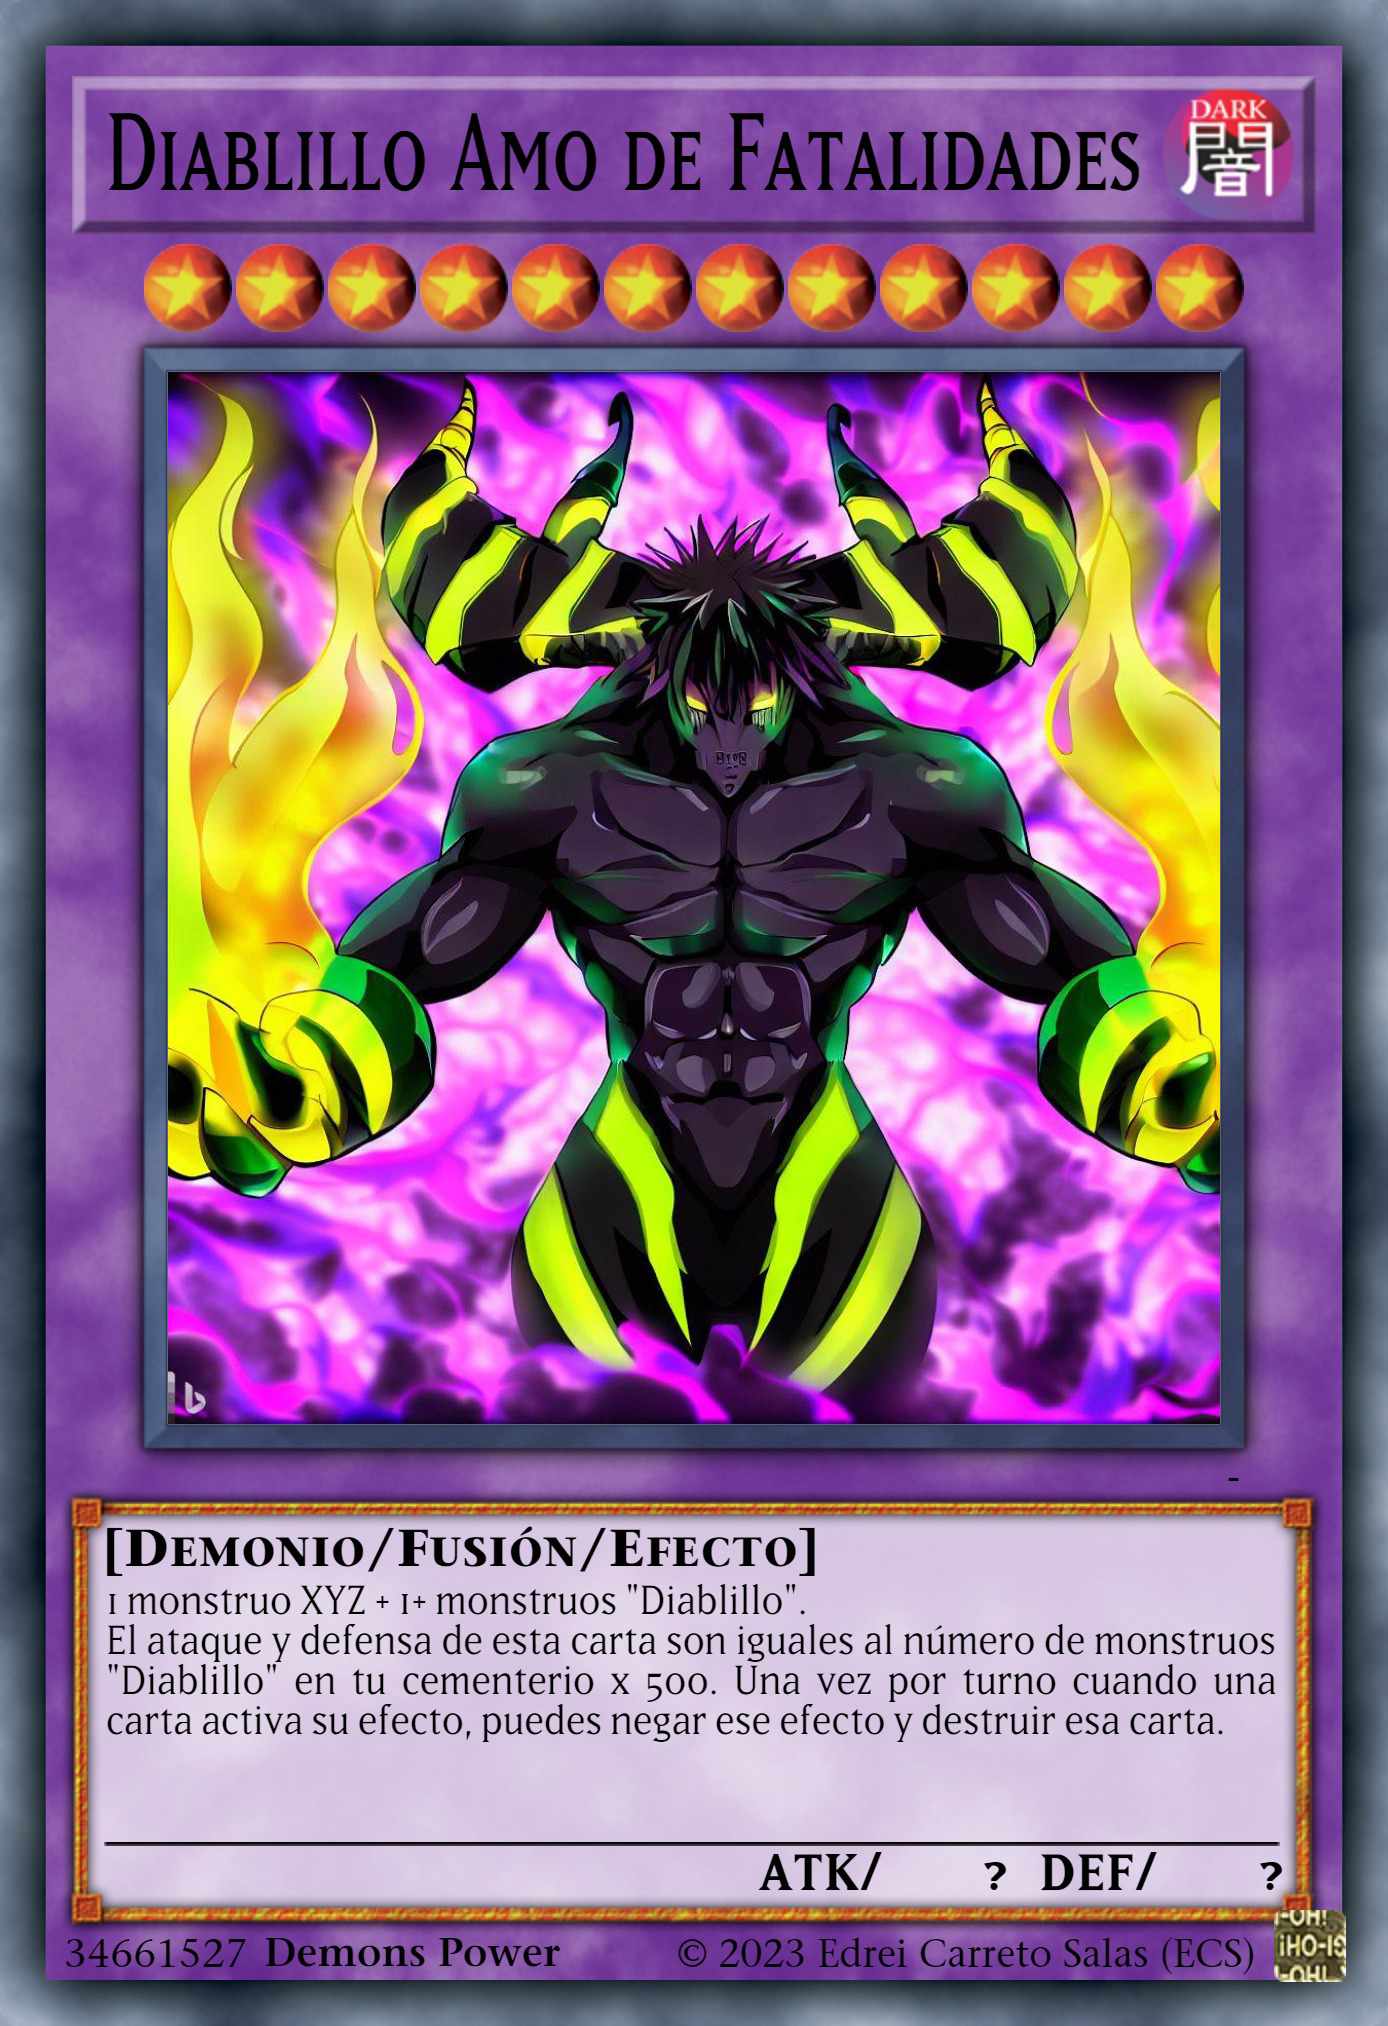 Diablillo Amo de Fatalidades
DARK
闇
-
[Demonio/Fusión/Efecto]
1 monstruo XYZ + 1+ monstruos "Diablillo".
El ataque y defensa de esta carta son iguales al número de monstruos
"Diablillo" en tu cementerio x 500. Una vez por turno cuando una
carta activa su efecto, puedes negar ese efecto y destruir esa carta.
ATK/ ? DEF/ ?
34661527 Demons Power © 2023 Edrei Carreto Salas (ECS)